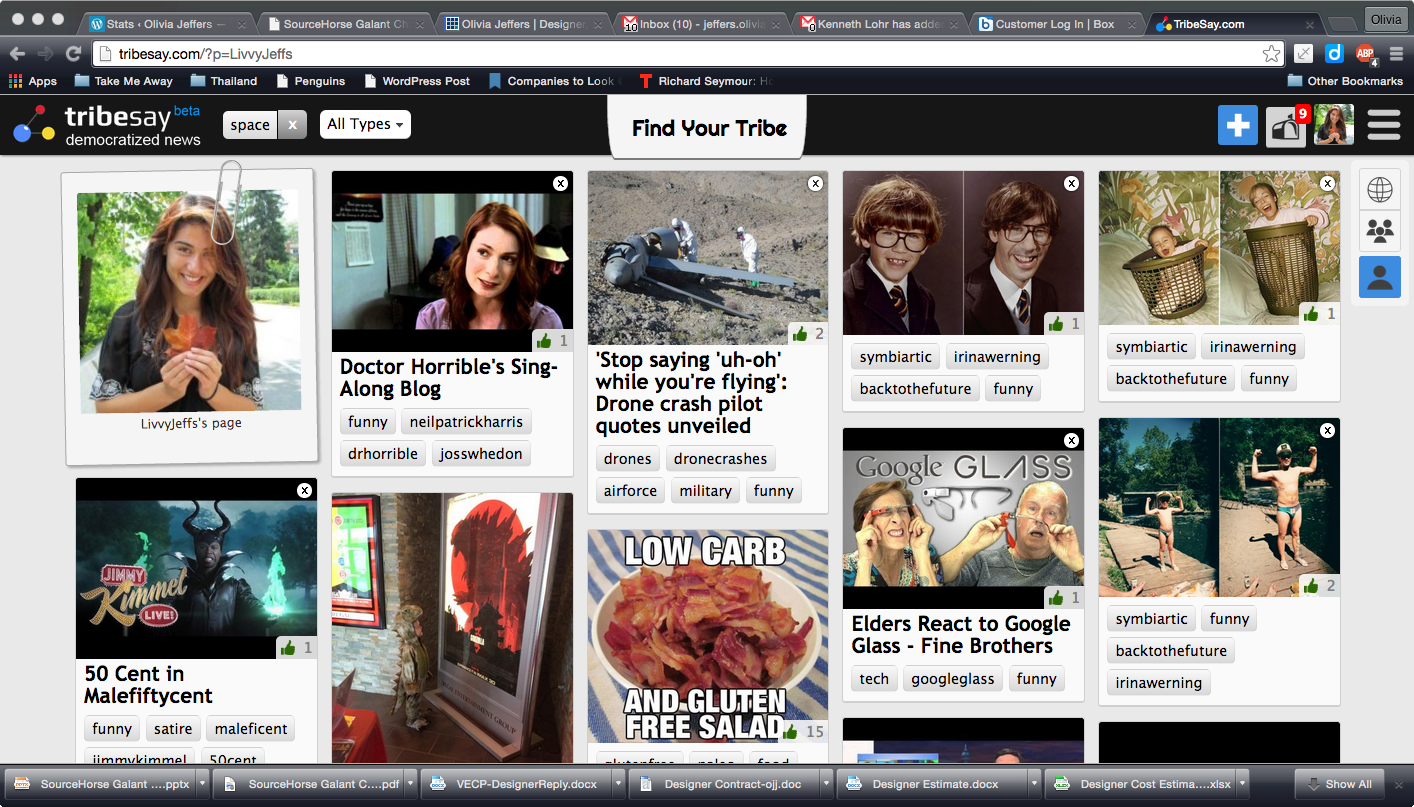 Stats ‹ Olivia Jeffers —
SourceHorse Galant Ch
Olivia Jeffers | Designer
Inbox (10) - jeffers.olivia
Kenneth Lohr has adde
Customer Log In | Box
TribeSay.com
Olivia
tribesay.com/?p=LivvyJeffs
Apps
Take Me Away
Thailand
Penguins
WordPress Post
Companies to Look
Richard Seymour: Ho
Other Bookmarks
ABP
4
tribesay beta
democratized news
space x
All Types
Find Your Tribe
9
LivvyJeffs's page
JIMMY
Kimmel
LIVE!
1
50 Cent in
Malefiftycent
funny satire maleficent
jimmykimmel 50cent
1
Doctor Horrible's Sing-
Along Blog
funny neilpatrickharris
drhorrible josswhedon
2
'Stop saying 'uh-oh'
while you're flying':
Drone crash pilot
quotes unveiled
drones dronecrashes
airforce military funny
LOW CARB
AND GLUTEN
FREE SALAD
15
glutenfree paleo food
1
symbiartic irinawerning
backtothefuture funny
Google GLASS
1
Elders React to Google
Glass - Fine Brothers
tech googleglass funny
1
symbiartic irinawerning
backtothefuture funny
2
symbiartic funny
backtothefuture
irinawerning
SourceHorse Galant ....pptx
SourceHorse Galant C....pdf
VECP-DesignerReply.docx
Designer Contract-ojj.doc
Designer Estimate.docx
Designer Cost Estima....xlsx
Show All